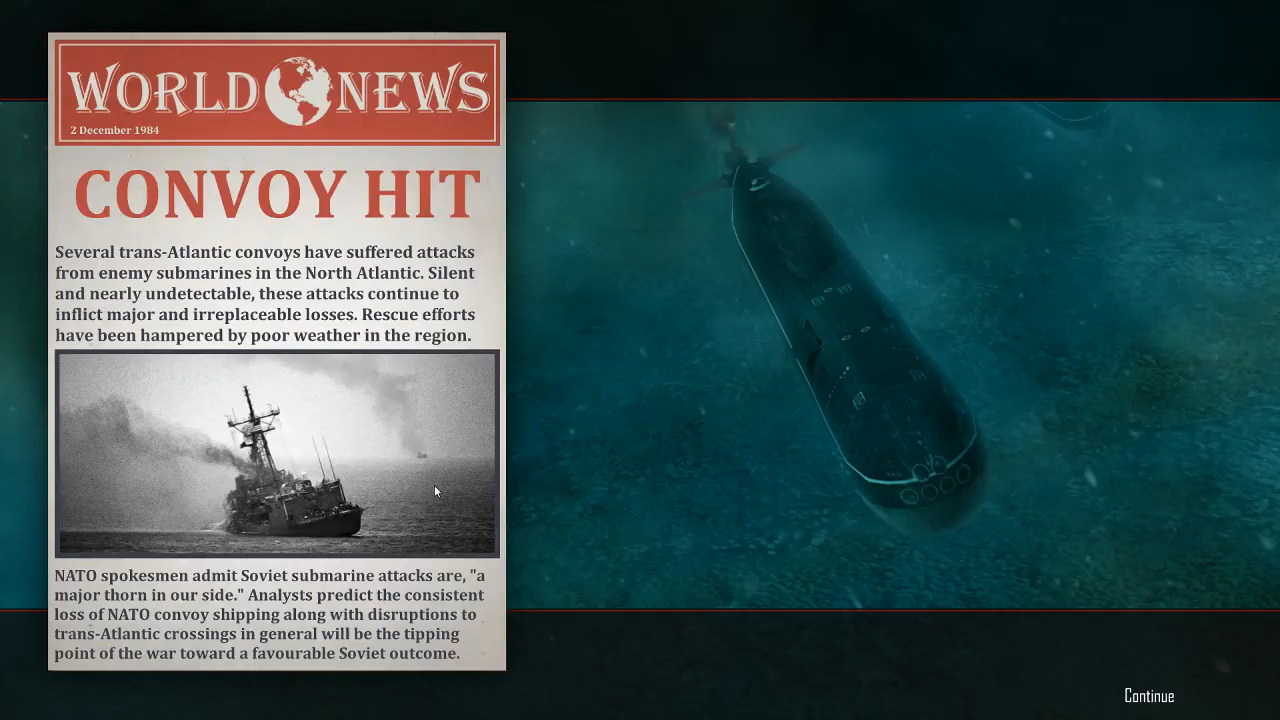 WORLD NEWS
2 December 1984
CONVOY HIT
Several trans-Atlantic convoys have suffered attacks
from enemy submarines in the North Atlantic. Silent
and nearly undetectable, these attacks continue to
inflict major and irreplaceable losses. Rescue efforts
have been hampered by poor weather in the region.
NATO spokesmen admit Soviet submarine attacks are, "a
major thorn in our side." Analysts predict the consistent
loss of NATO convoy shipping along with disruptions to
trans-Atlantic crossings in general will be the tipping
point of the war toward a favourable Soviet outcome.
Continue